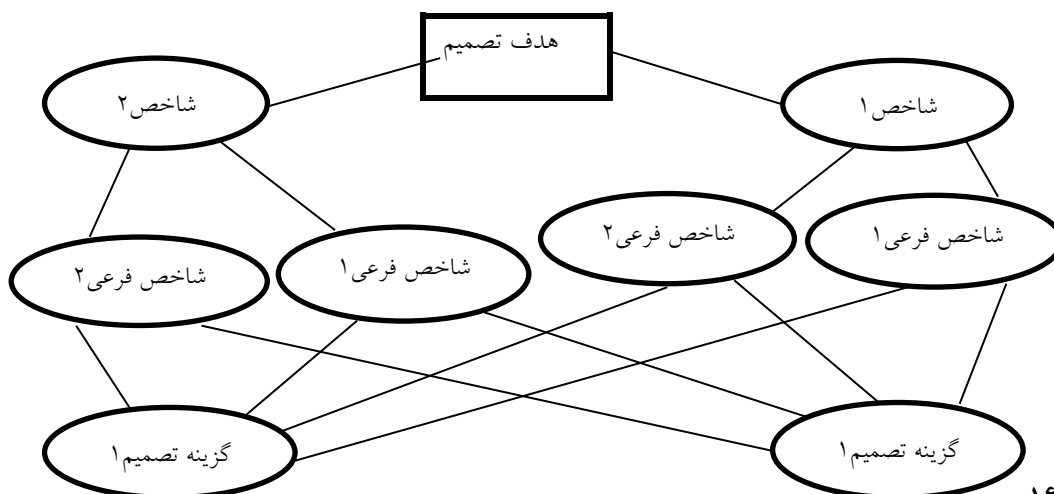 هدف تصمیم
شاخص۱
شاخص۲
شاخص فرعی۱
شاخص فرعی۲
شاخص فرعی۱
شاخص فرعی۲
گزینه تصمیم۱
گزینه تصمیم۱